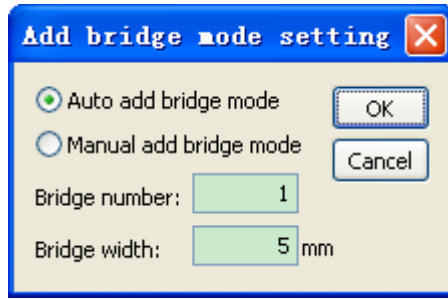 Add bridge mode setting
Auto add bridge mode
OK
Manual add bridge mode
Cancel
Bridge number: 1
Bridge width: 5 mm